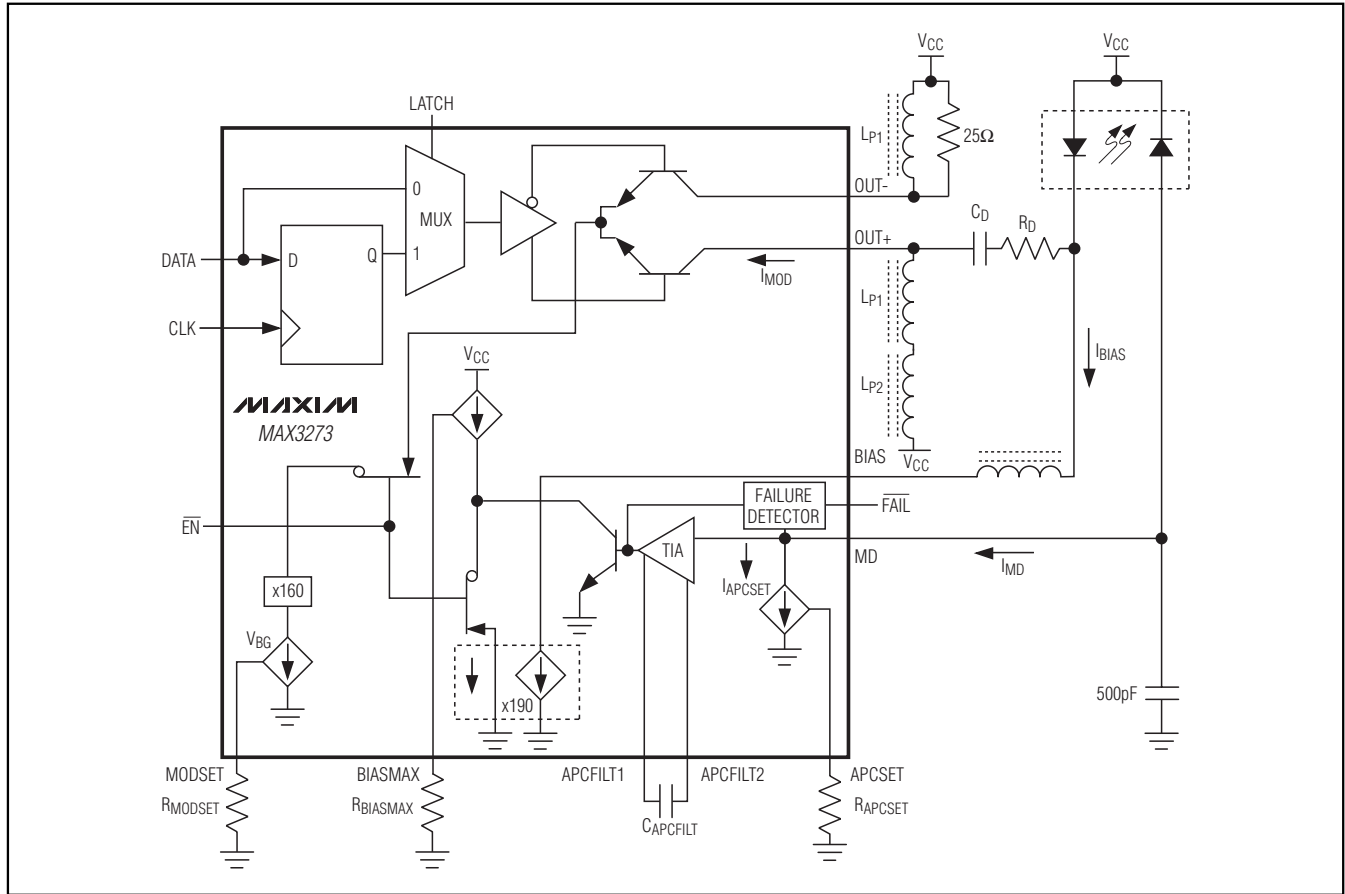 VCC
VCC
LATCH
LP1
25Ω
OUT-
0
MUX
CD
RD
DATA
D
Q
1
OUT+
IMOD
CLK
LP1
IBIAS
VCC
LP2
MAXIM
MAX3273
BIAS
VCC
FAILURE
DETECTOR
FAIL
EN
TIA
MD
IMD
IAPCSET
x160
VBG
x190
500pF
MODSET
BIASMAX
APCFILT1
APCFILT2
APCSET
RMODSET
RBIASMAX
CAPCFILT
RAPCSET